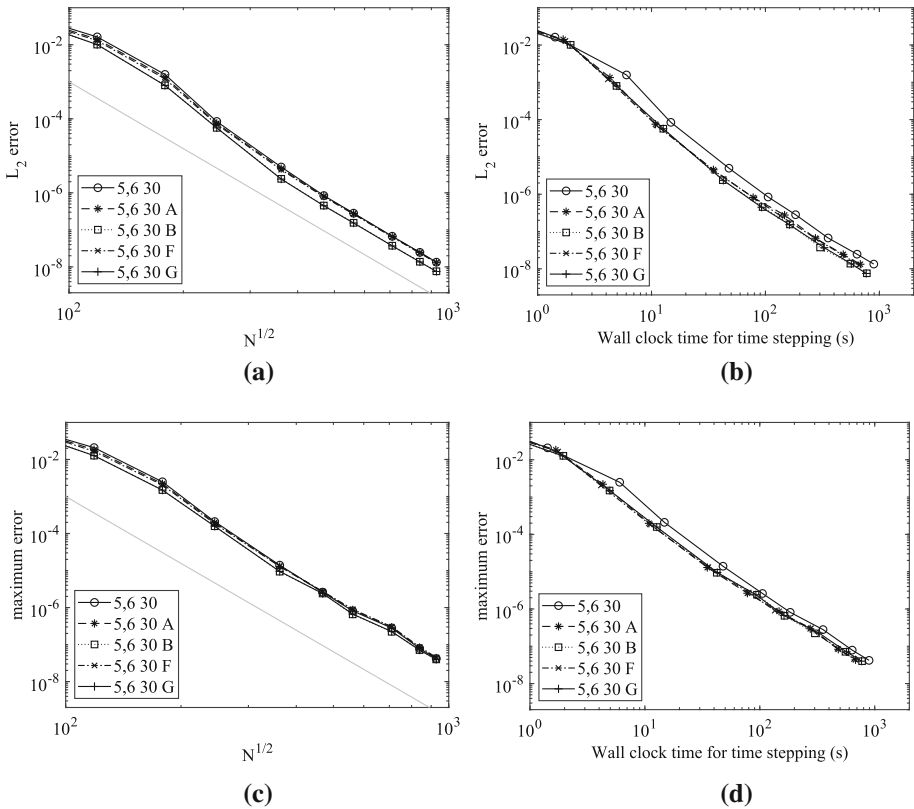 10^-2
10^-4
10^-6
10^-8
L_2 error
5,6 30
5,6 30 A
5,6 30 B
5,6 30 F
5,6 30 G
10^2
10^3
N^1/2
(a)
10^-2
10^-4
10^-6
10^-8
L_2 error
5,6 30
5,6 30 A
5,6 30 B
5,6 30 F
5,6 30 G
10^0
10^1
10^2
10^3
Wall clock time for time stepping (s)
(b)
10^-2
10^-4
10^-6
10^-8
maximum error
5,6 30
5,6 30 A
5,6 30 B
5,6 30 F
5,6 30 G
10^2
10^3
N^1/2
(c)
10^-2
10^-4
10^-6
10^-8
maximum error
5,6 30
5,6 30 A
5,6 30 B
5,6 30 F
5,6 30 G
10^0
10^1
10^2
10^3
Wall clock time for time stepping (s)
(d)